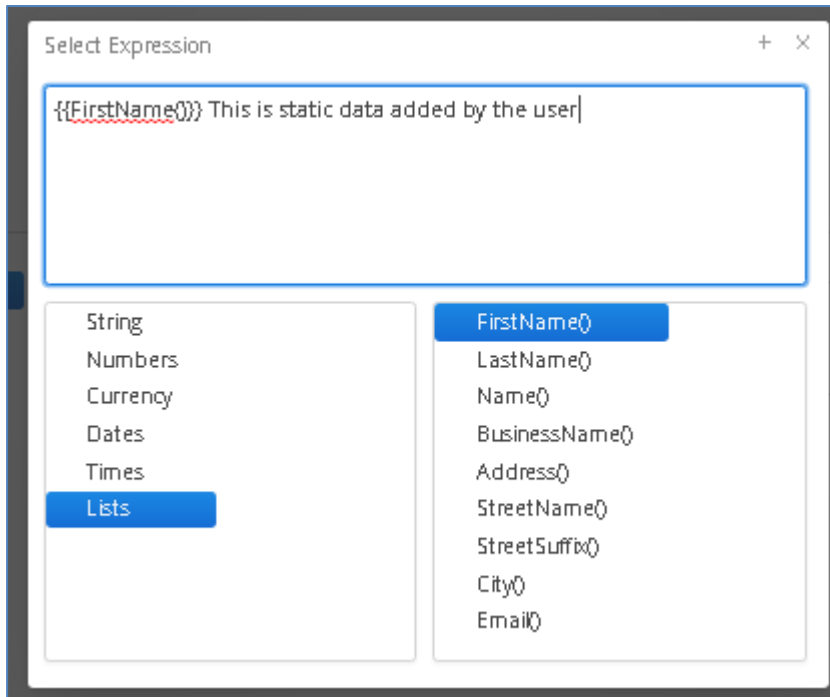 Select Expression
{{FirstName()}} This is static data added by the user
String
Numbers
Currency
Dates
Times
Lists
FirstName()
LastName()
Name()
BusinessName()
Address()
StreetName()
StreetSuffix()
City()
Email()